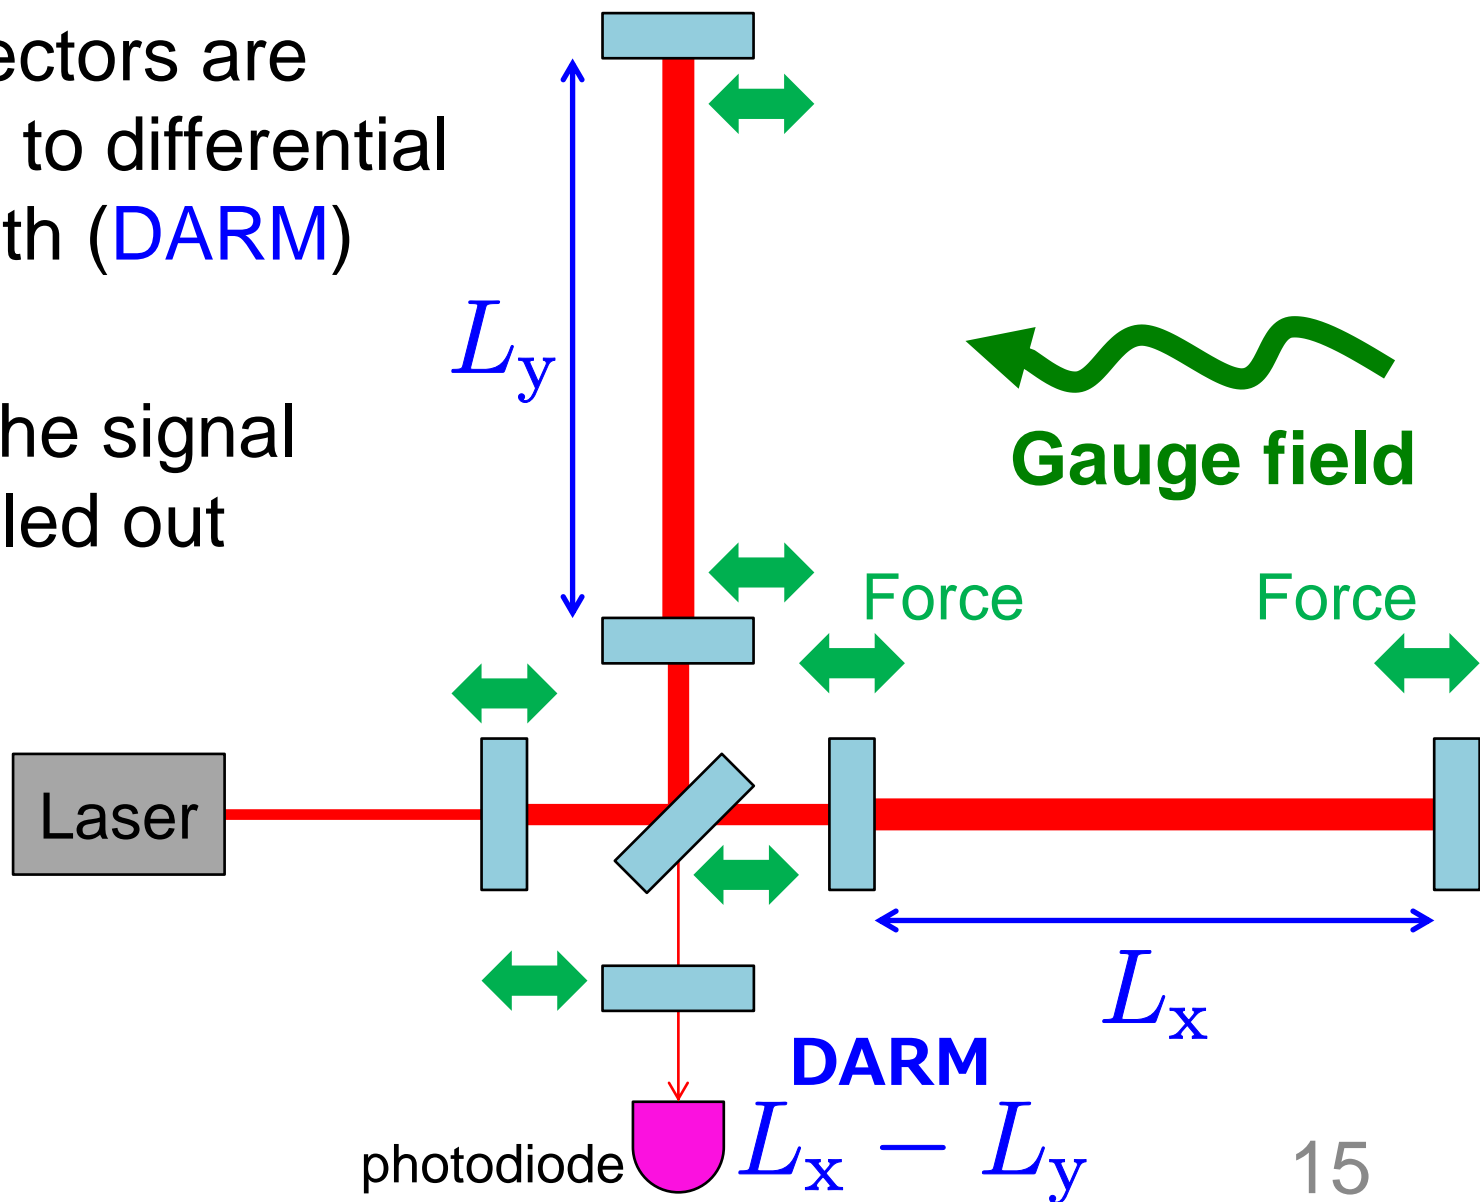 ectors are
to differential
th (DARM)
he signal
led out
Ly
Gauge field
Force Force
Laser
Lx
DARM
Lx − Ly
photodiode
15